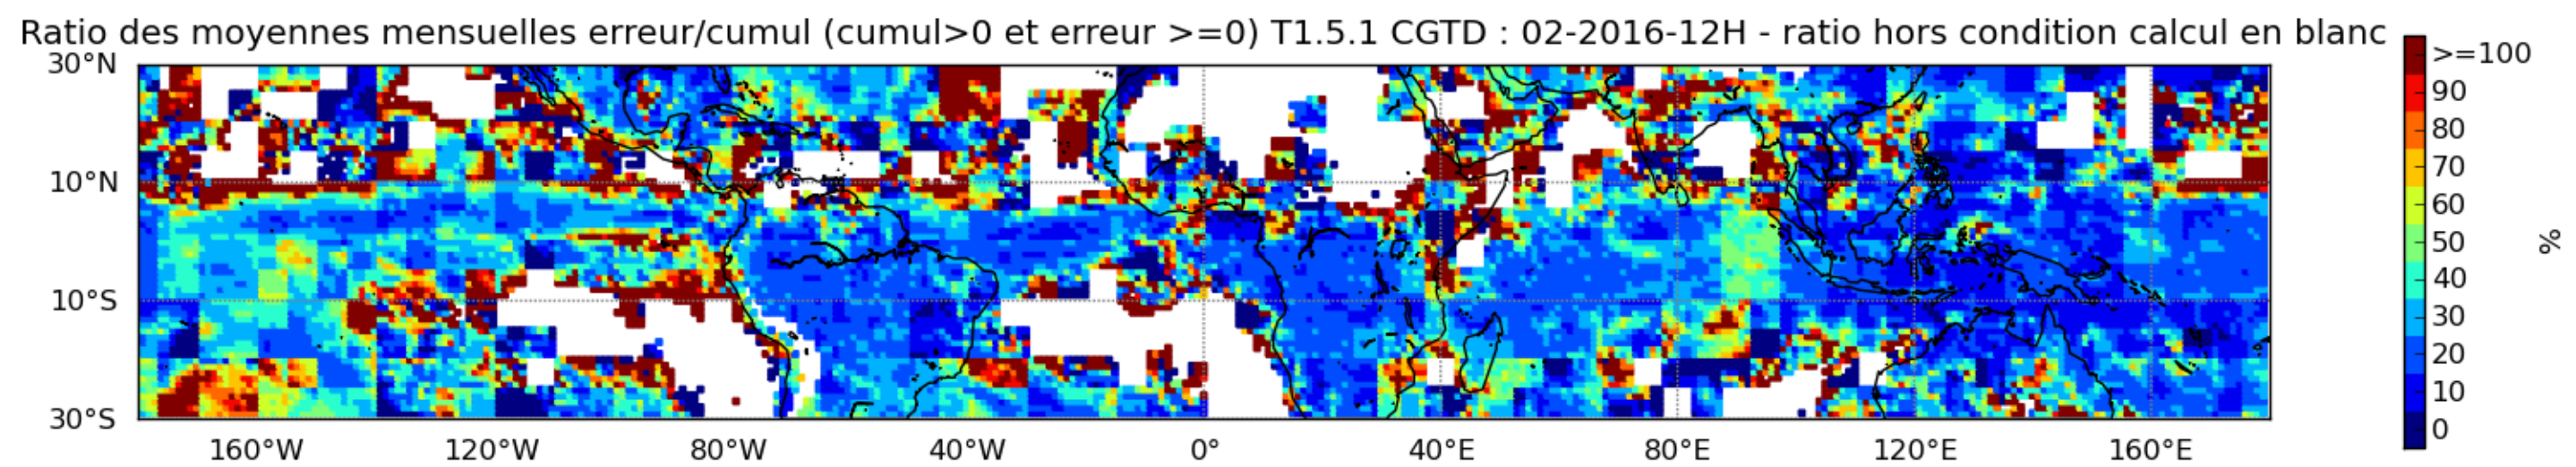 Ratio des moyennes mensuelles erreur/cumul (cumul>0 et erreur >=0) T1.5.1 CGTD : 02-2016-12H - ratio hors condition calcul en blanc
30°N
10°N
10°S
30°S
160°W
120°W
80°W
40°W
0°
40°E
80°E
120°E
160°E
>=100
90
80
70
60
50
40
30
20
10
0
%